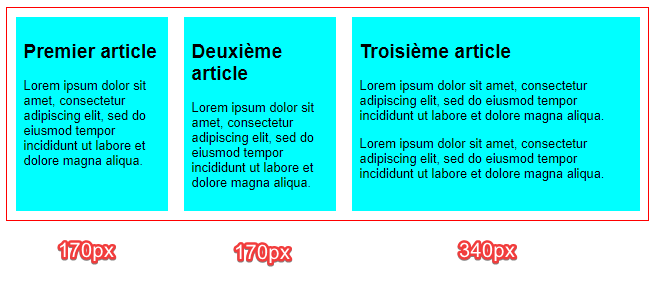 Premier article
Lorem ipsum dolor sit
amet, consectetur
adipiscing elit, sed do
eiusmod tempor
incididunt ut labore et
dolore magna aliqua.
Deuxième
article
Lorem ipsum dolor sit
amet, consectetur
adipiscing elit, sed do
eiusmod tempor
incididunt ut labore et
dolore magna aliqua.
Troisième article
Lorem ipsum dolor sit amet, consectetur
adipiscing elit, sed do eiusmod tempor
incididunt ut labore et dolore magna aliqua.
Lorem ipsum dolor sit amet, consectetur
adipiscing elit, sed do eiusmod tempor
incididunt ut labore et dolore magna aliqua.
170px
170px
340px